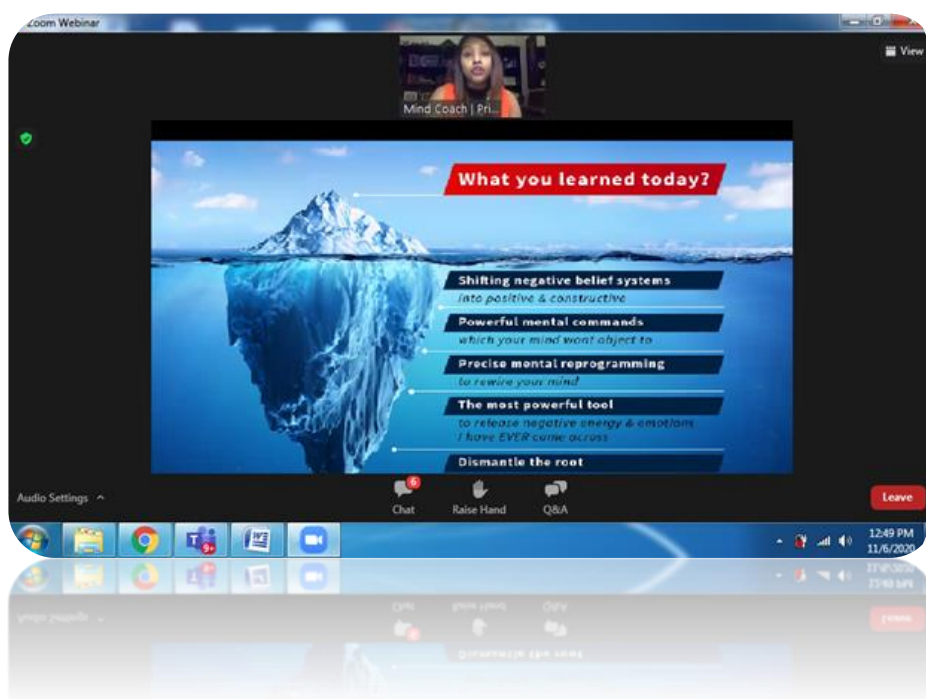 Zoom Webinar
View
Mind Coach | Pri...
What you learned today?
Shifting negative belief systems
into positive & constructive
Powerful mental commands
which your mind wont object to
Precise mental reprogramming
to rewire your mind
The most powerful tool
to release negative energy & emotions
I have EVER came across
Dismantle the root
Audio Settings
6
Chat
Raise Hand
Q&A
Leave
9+
W
12:49 PM
11/6/2020